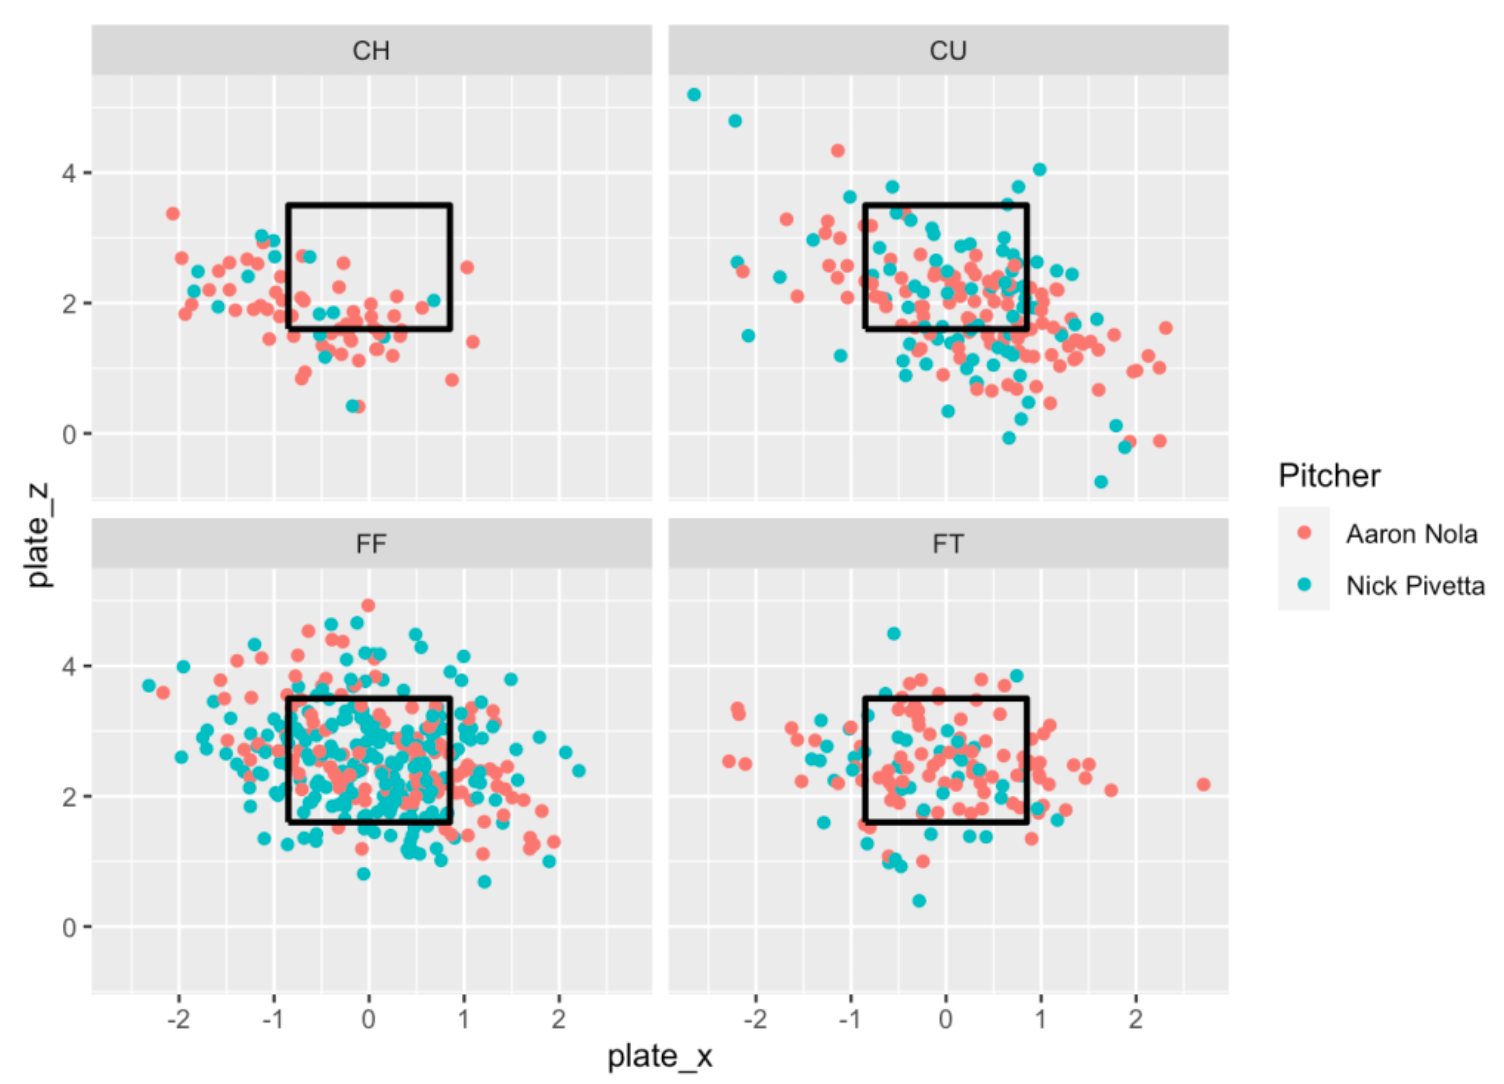 CH
CU
4
2
0
FF
FT
4
2
0
-2 -1 0 1 2
-2 -1 0 1 2
plate_x
plate_z
Pitcher
Aaron Nola
Nick Pivetta